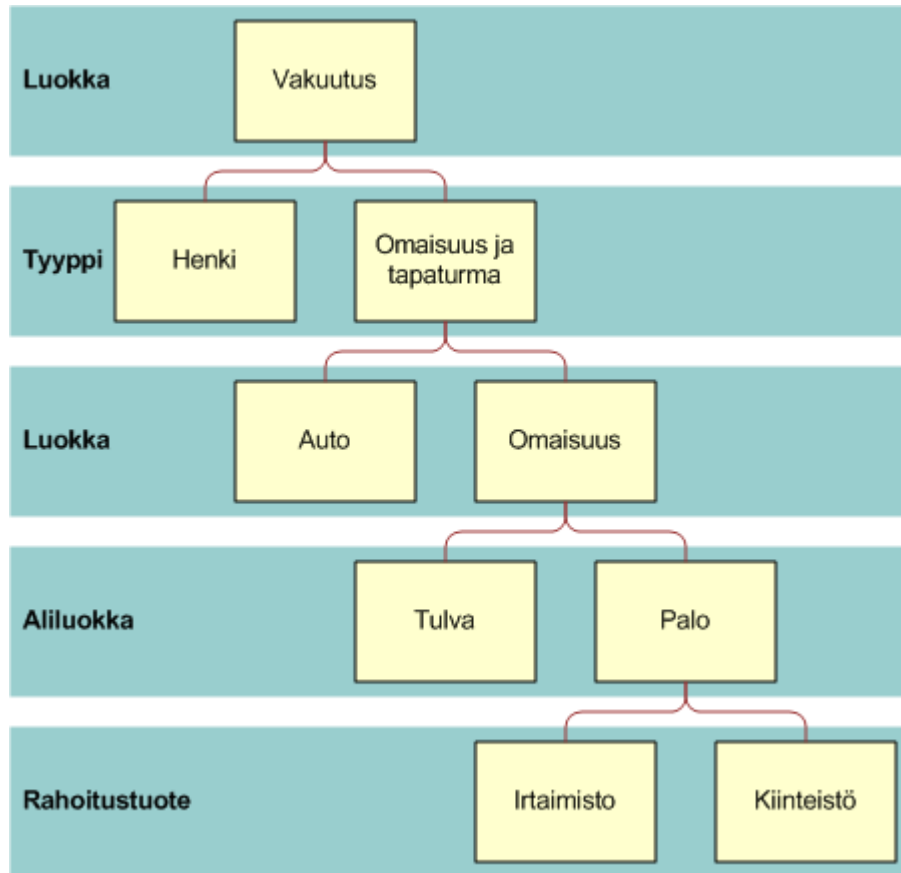 Luokka
Vakuutus
Tyyppi
Henki
Omaisuus ja
tapaturma
Luokka
Auto
Omaisuus
Aliluokka
Tulva
Palo
Rahoitustuote
Irtaimisto
Kiinteistö